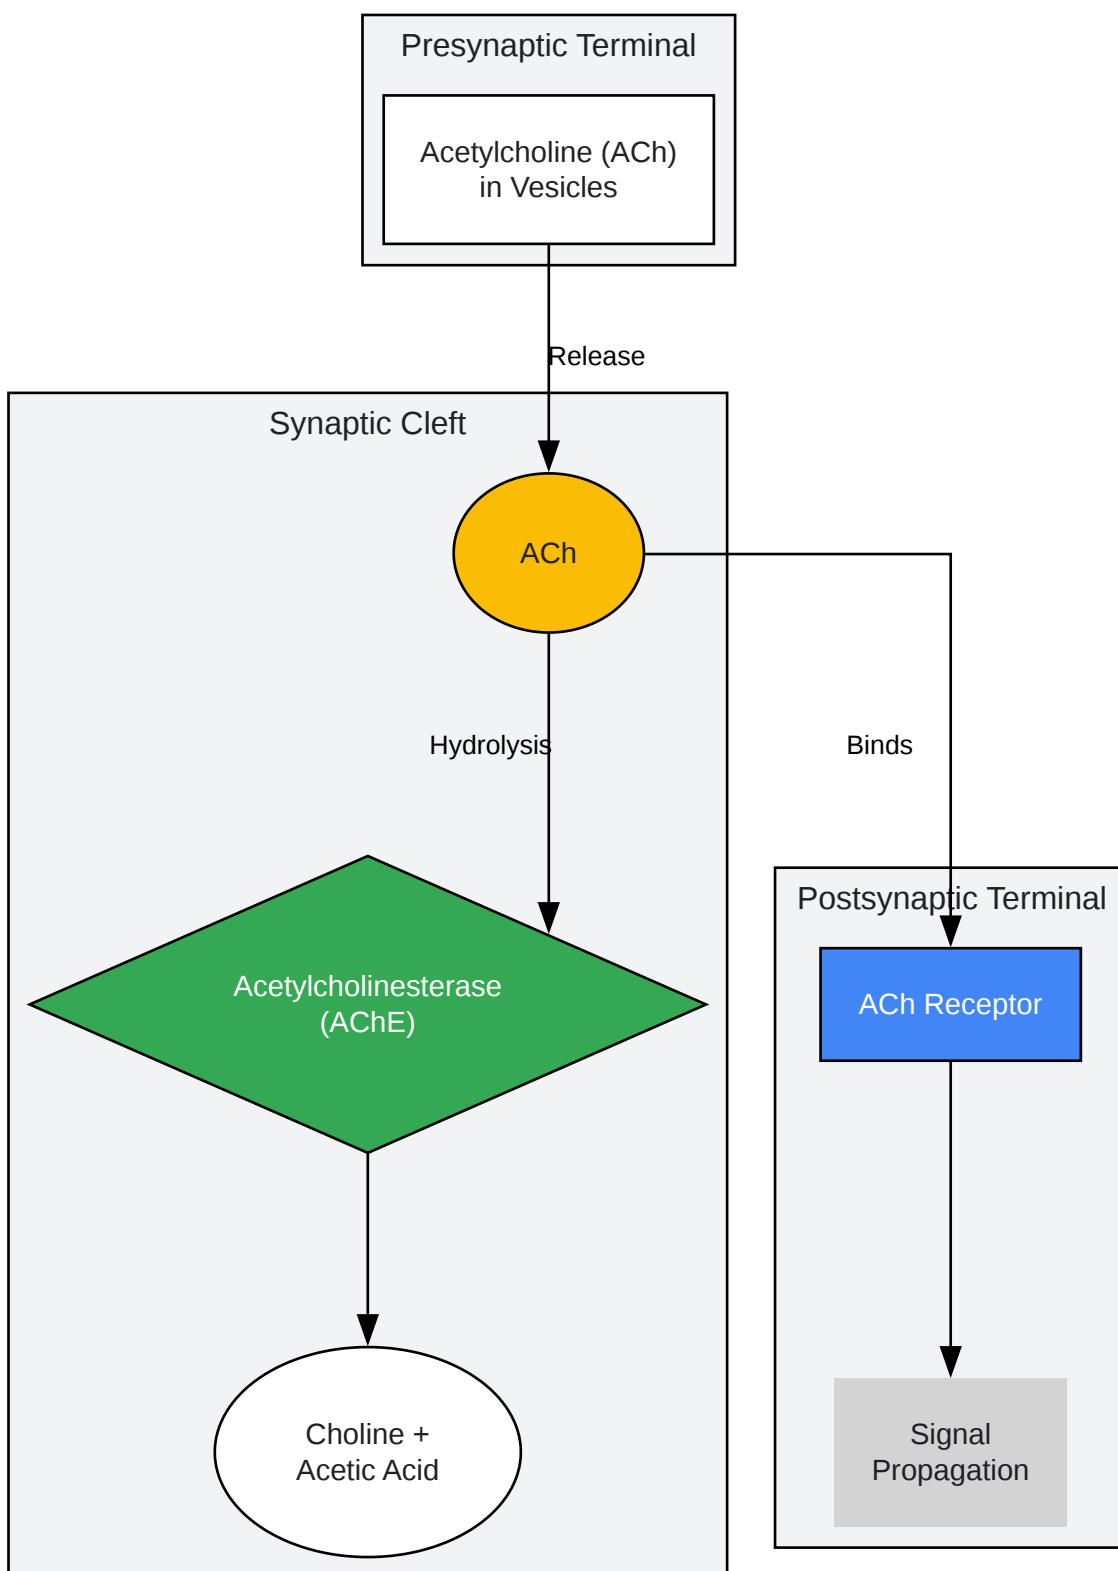 Presynaptic Terminal
Acetylcholine (ACh)
in Vesicles
Release
Synaptic Cleft
ACh
Hydrolysis
Binds
Postsynaptic Terminal
Acetylcholinesterase
(AChE)
ACh Receptor
Choline +
Acetic Acid
Signal
Propagation